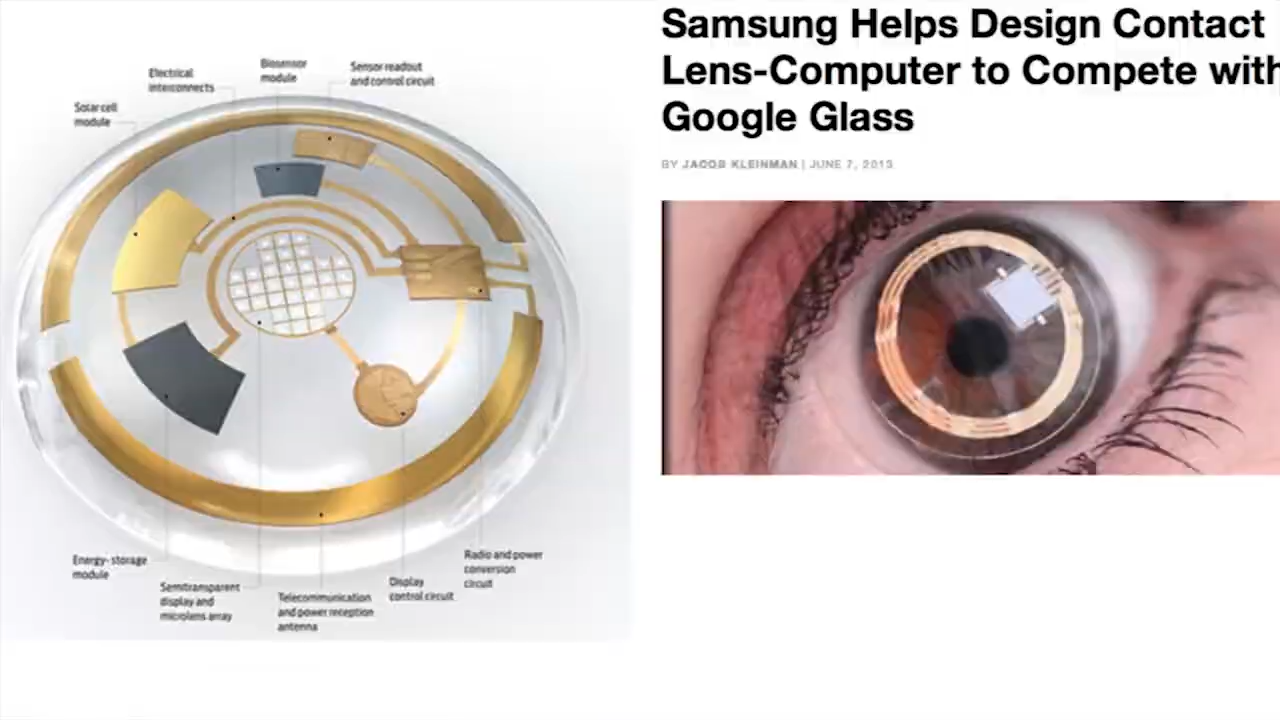 Samsung Helps Design Contact
Lens-Computer to Compete with
Google Glass
BY JACOB KLEINMAN | JUNE 7, 2013
Solar cell
module
Electrical
interconnects
Biosensor
module
Sensor readout
and control circuit
Energy-storage
module
Semitransparent
display and
microlens array
Telecommunication
and power reception
antenna
Display
control circuit
Radio and power
conversion
circuit